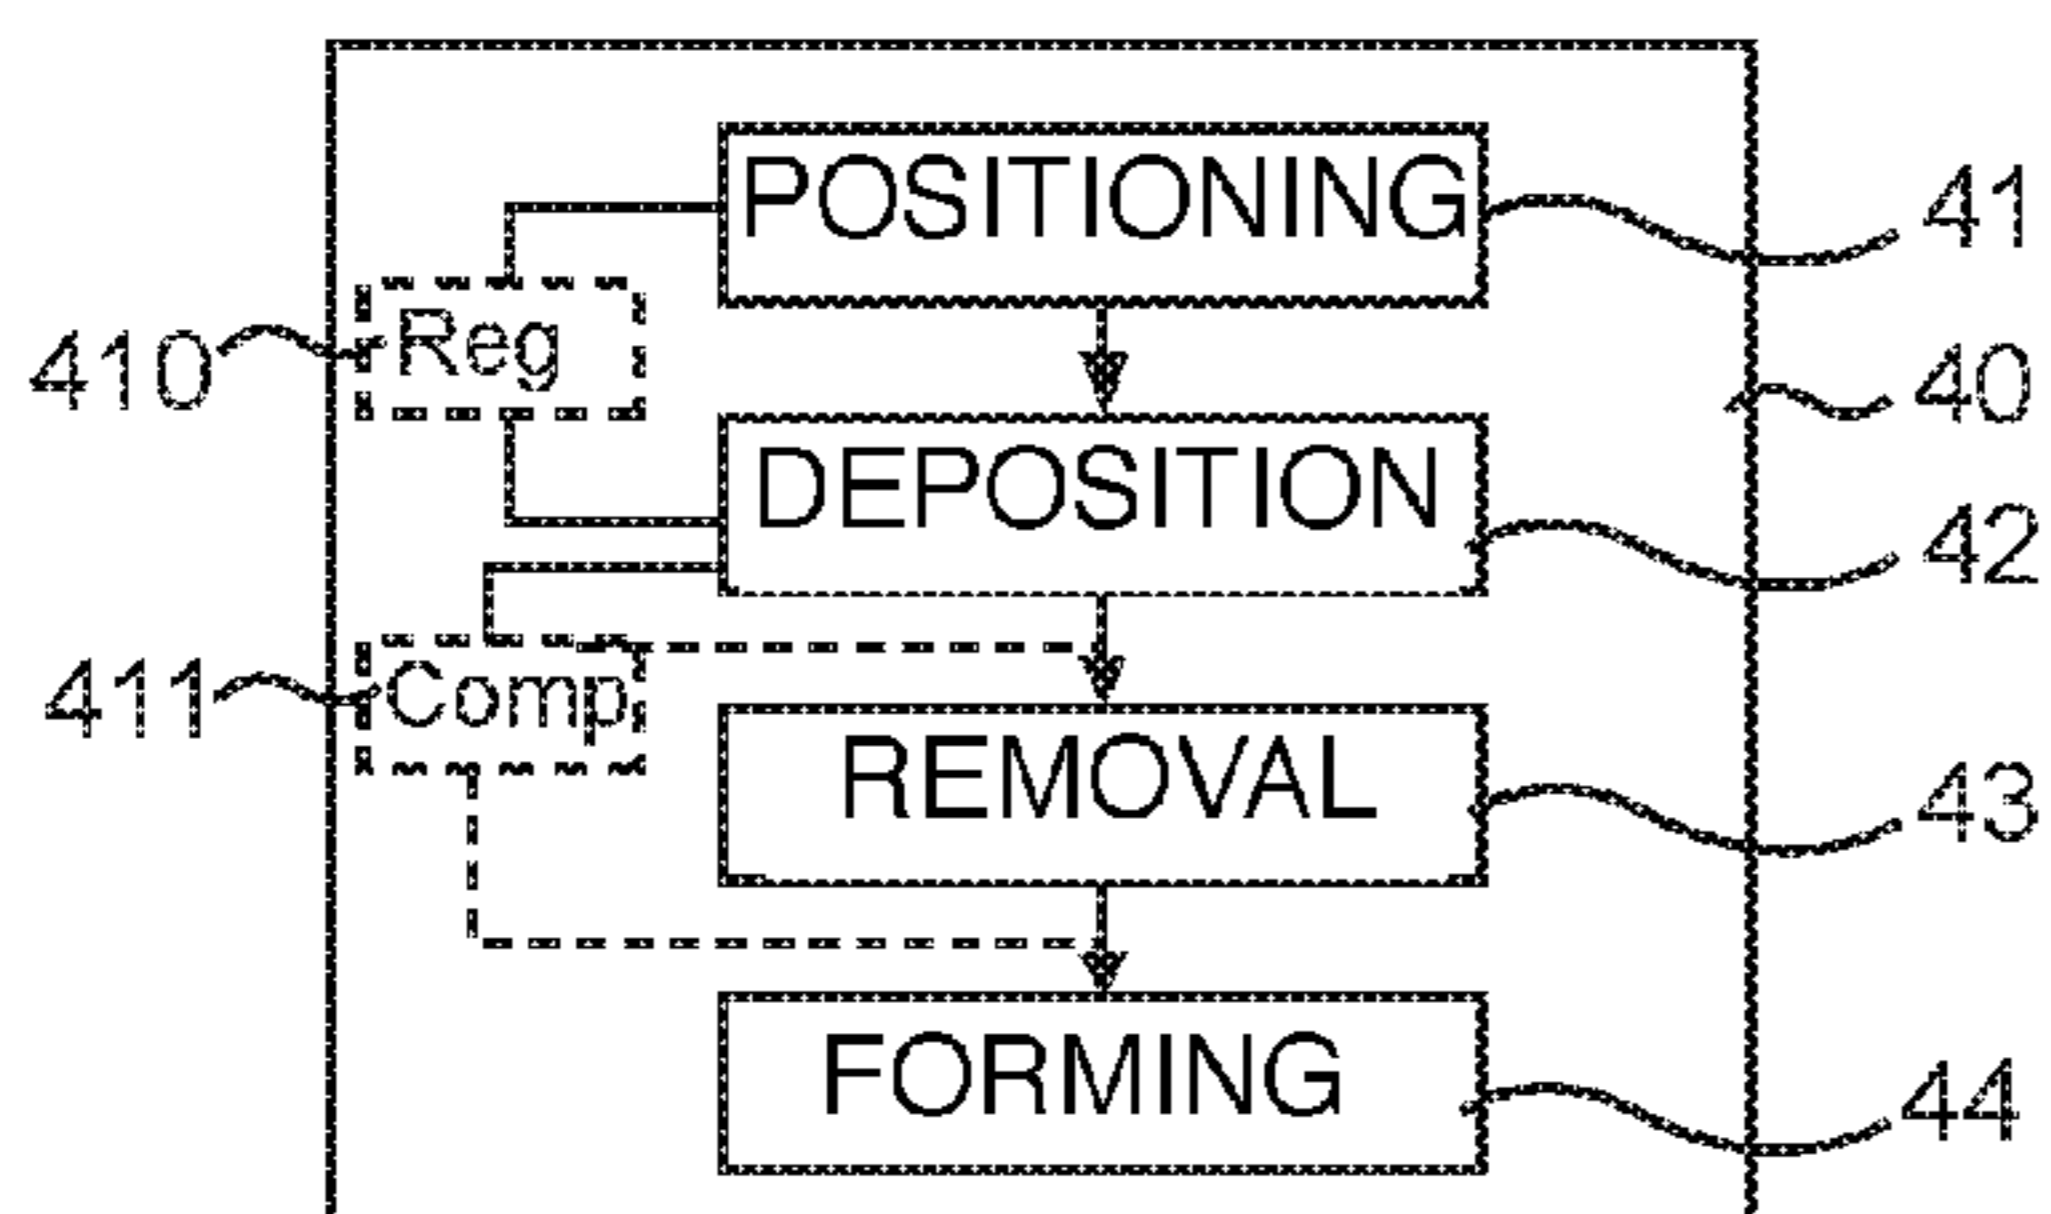 POSITIONING
41
Reg
410
40
DEPOSITION
42
Comp
411
REMOVAL
43
FORMING
44